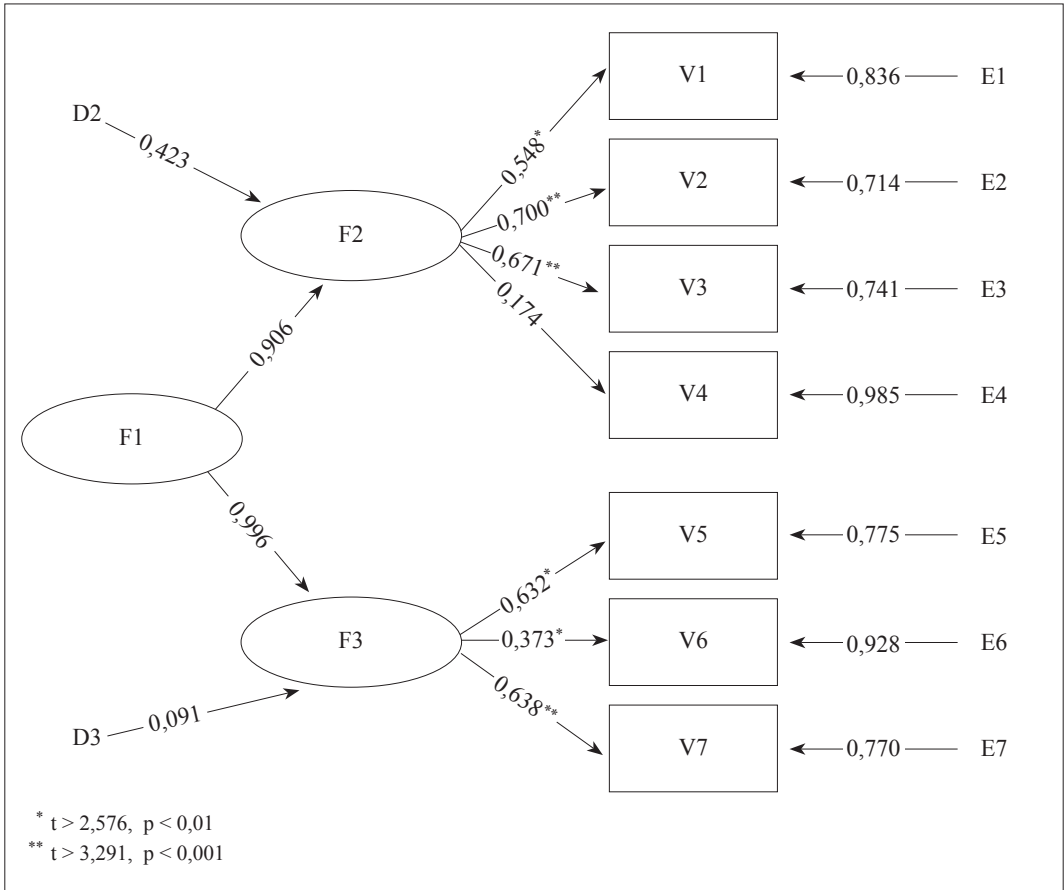 V1
0,836
E1
D2
0,423
0,548*
V2
0,714
E2
F2
0,700**
0,671**
V3
0,741
E3
0,174
0,906
V4
0,985
E4
F1
0,996
V5
0,775
E5
0,632*
F3
0,373*
V6
0,928
E6
0,638**
D3
0,091
V7
0,770
E7
* t > 2,576, p < 0,01
** t > 3,291, p < 0,001